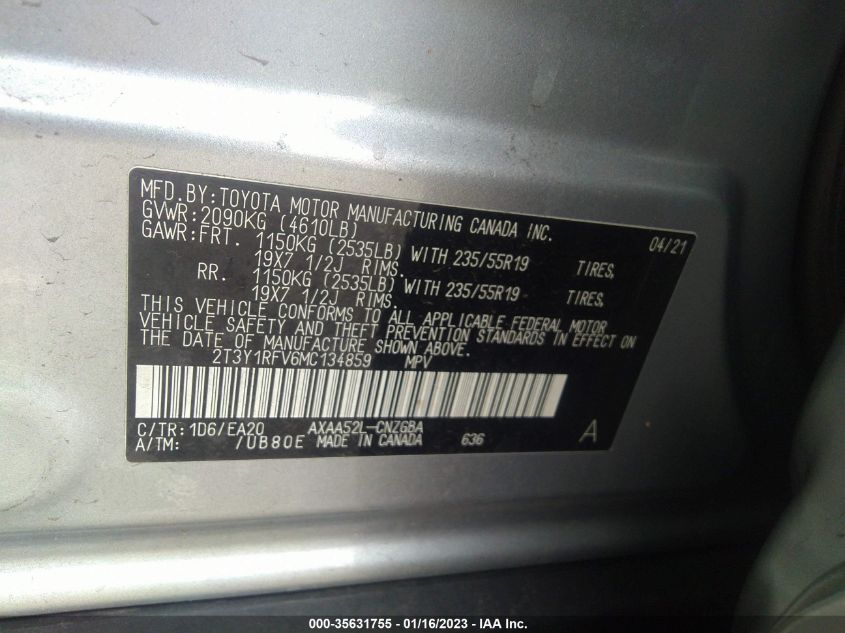 MFD. BY: TOYOTA MOTOR MANUFACTURING CANADA INC.
GVWR: 2090KG (4610LB) 04/21
GAWR: FRT. 1150KG (2535LB) WITH 235/55R19 TIRES,
19X7 1/2J RIMS.
RR. 1150KG (2535LB) WITH 235/55R19 TIRES,
19X7 1/2J RIMS.
THIS VEHICLE CONFORMS TO ALL APPLICABLE FEDERAL MOTOR
VEHICLE SAFETY AND THEFT PREVENTION STANDARDS IN EFFECT ON
THE DATE OF MANUFACTURE SHOWN ABOVE.
2T3Y1RFV6MC134859 MPV
C/TR: 1D6/EA20 AXAA52L-CNZGBA A
A/TM: /UB80E MADE IN CANADA 636
000-35631755 - 01/16/2023 - IAA Inc.